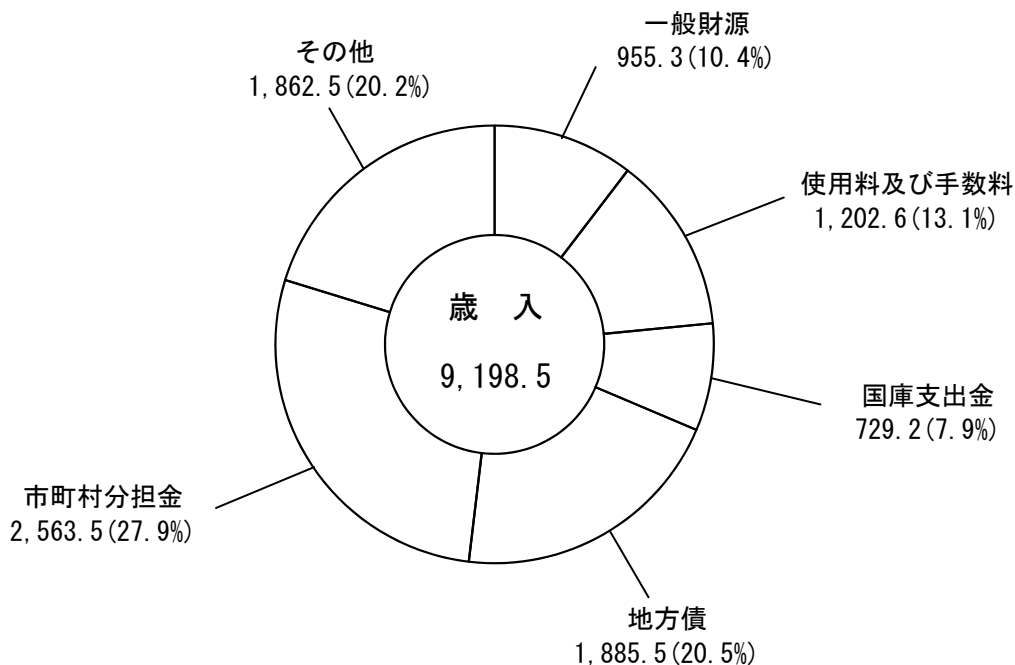 一般財源
955.3(10.4%)
その他
1,862.5(20.2%)
使用料及び手数料
1,202.6(13.1%)
歳 入
9,198.5
国庫支出金
729.2(7.9%)
市町村分担金
2,563.5(27.9%)
地方債
1,885.5(20.5%)